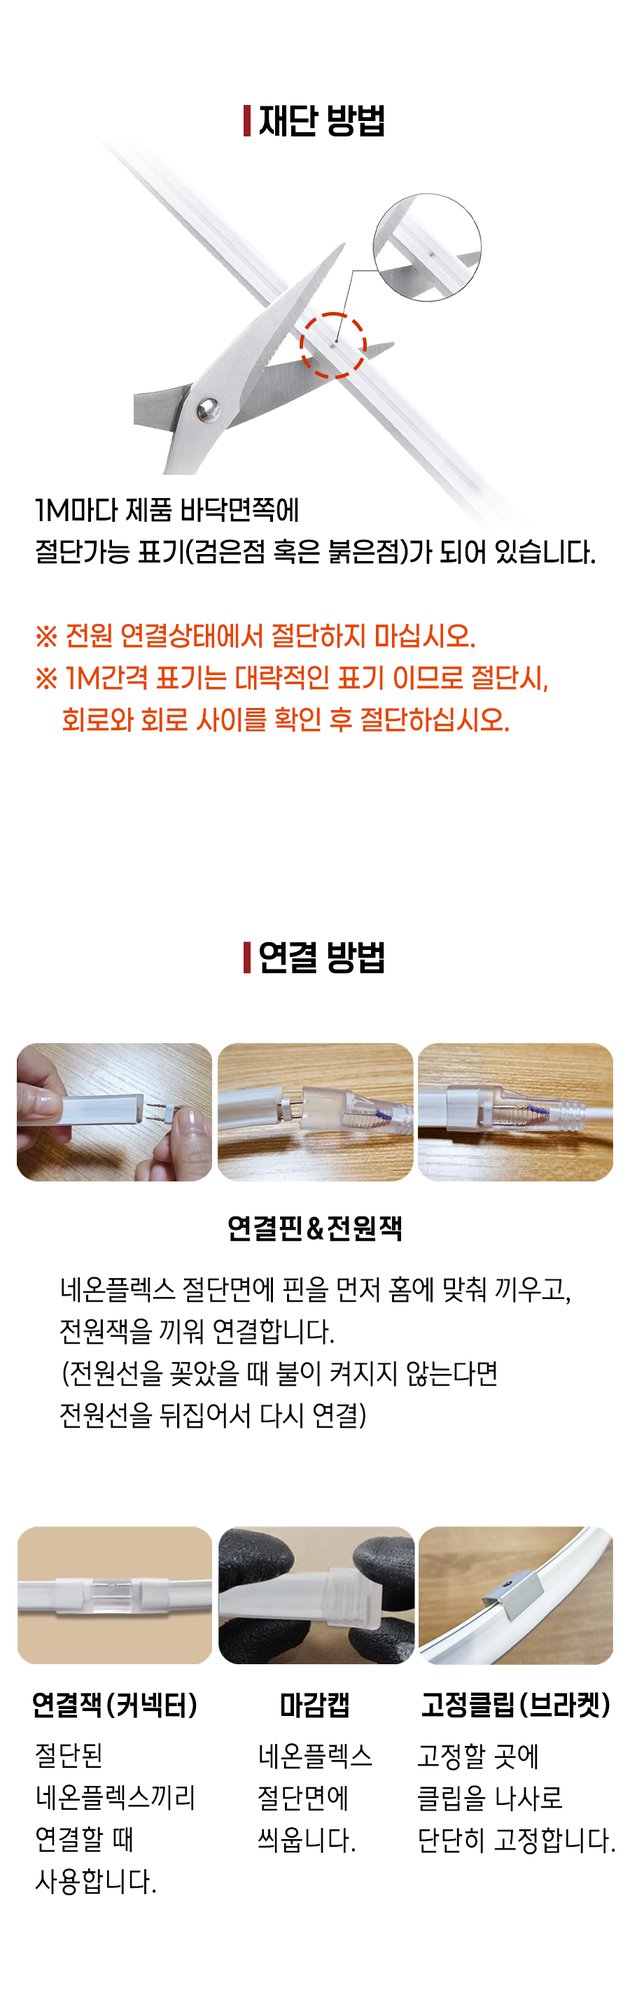 재단 방법
1M마다 제품 바닥면쪽에
절단가능 표기(검은점 혹은 붉은점)가 되어 있습니다.
※ 전원 연결상태에서 절단하지 마십시오.
※ 1M간격 표기는 대략적인 표기 이므로 절단시,
회로와 회로 사이를 확인 후 절단하십시오.
연결 방법
연결핀&전원잭
네온플렉스 절단면에 핀을 먼저 홈에 맞춰 끼우고,
전원잭을 끼워 연결합니다.
(전원선을 꽂았을 때 불이 켜지지 않는다면
전원선을 뒤집어서 다시 연결)
연결잭(커넥터)
절단된
네온플렉스끼리
연결할 때
사용합니다.
마감캡
네온플렉스
절단면에
씌웁니다.
고정클립(브라켓)
고정할 곳에
클립을 나사로
단단히 고정합니다.